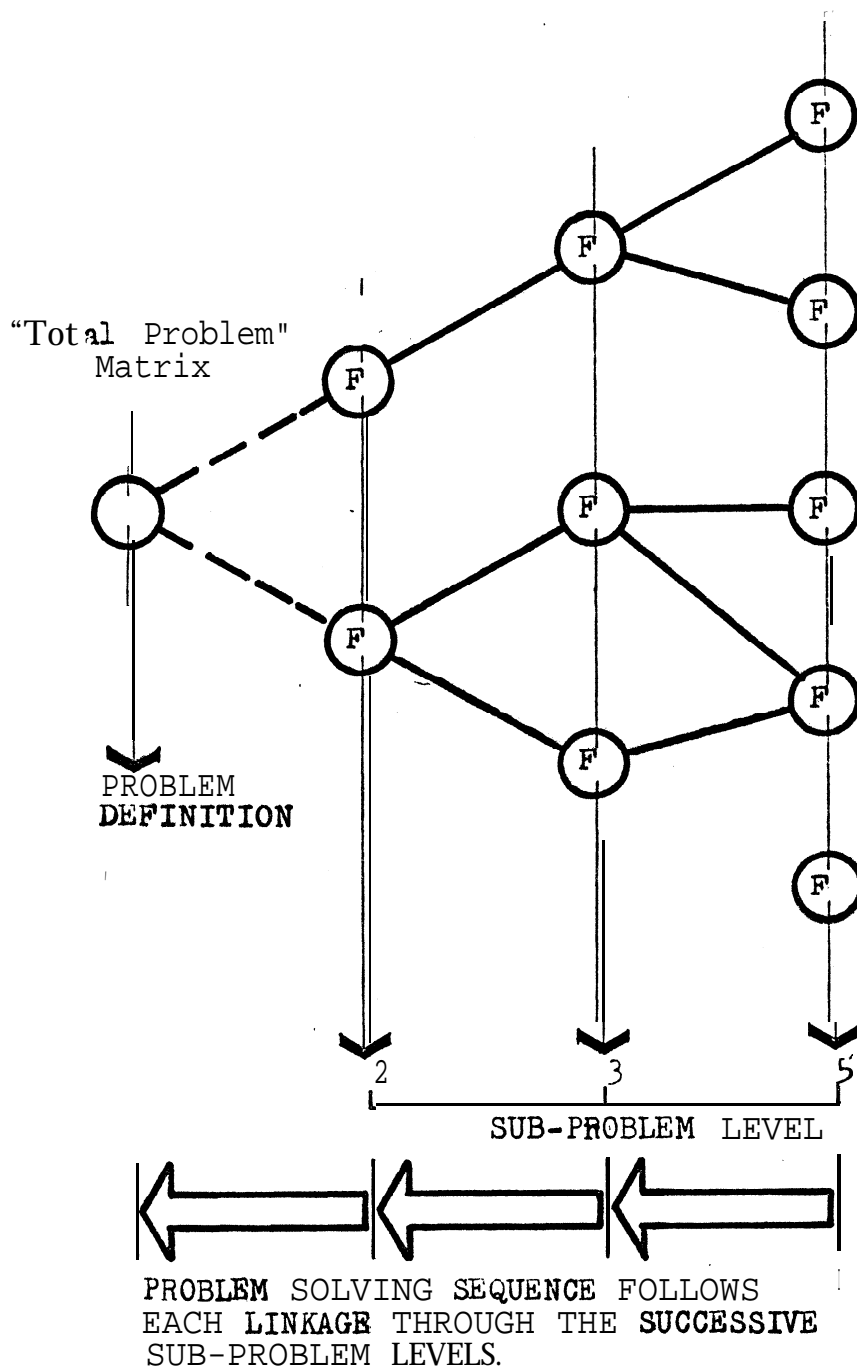 F
F
"Total Problem"
Matrix
F
F
F
F
F
F
F
PROBLEM
DEFINITION
F
2 3 5
SUB-PROBLEM LEVEL
PROBLEM SOLVING SEQUENCE FOLLOWS
EACH LINKAGE THROUGH THE SUCCESSIVE
SUB-PROBLEM LEVELS.